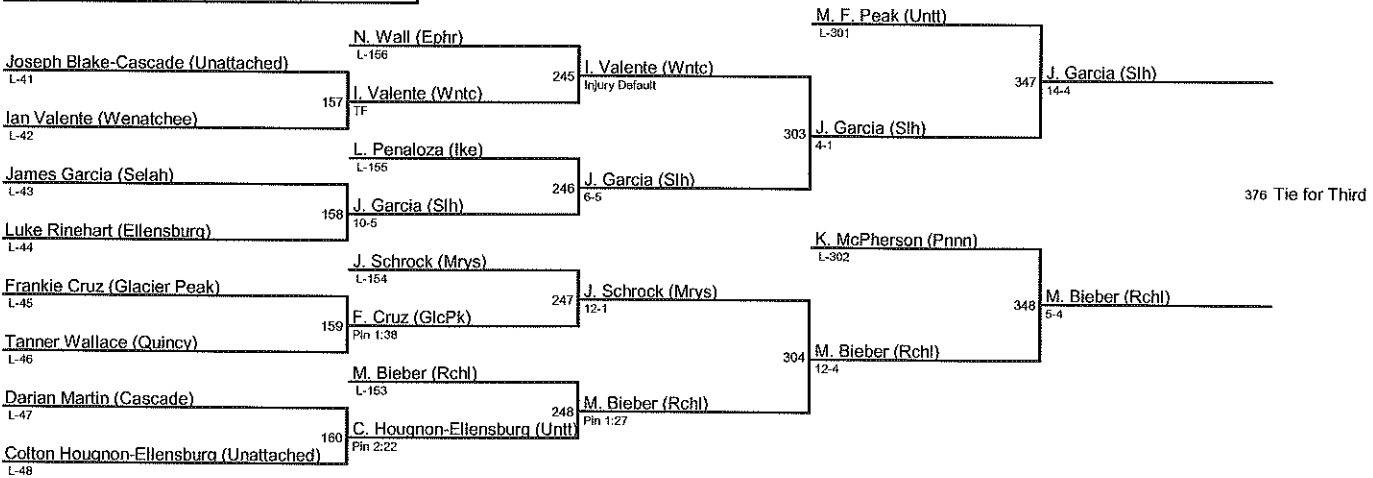 M. F. Peak (Untt)
L-301
N. Wall (Ephr)
L-156
Joseph Blake-Cascade (Unattached)
L-41
245
I. Valente (Wntc)
Injury Default
347
J. Garcia (Slh)
14-4
157
I. Valente (Wntc)
TF
Ian Valente (Wenatchee)
L-42
303
J. Garcia (Slh)
4-1
L. Penaloza (Ike)
L-155
James Garcia (Selah)
L-43
246
J. Garcia (Slh)
6-5
376 Tie for Third
158
J. Garcia (Slh)
10-5
Luke Rinehart (Ellensburg)
L-44
K. McPherson (Pnnn)
L-302
J. Schrock (Mrys)
L-154
Frankie Cruz (Glacier Peak)
L-45
247
J. Schrock (Mrys)
12-1
348
M. Bieber (Rchl)
5-4
159
F. Cruz (GlcPk)
Pin 1:38
Tanner Wallace (Quincy)
L-46
304
M. Bieber (Rchl)
12-4
M. Bieber (Rchl)
L-153
Darian Martin (Cascade)
L-47
248
M. Bieber (Rchl)
Pin 1:27
160
C. Hougnon-Ellensburg (Untt)
Pin 2:22
Colton Hougnon-Ellensburg (Unattached)
L-48